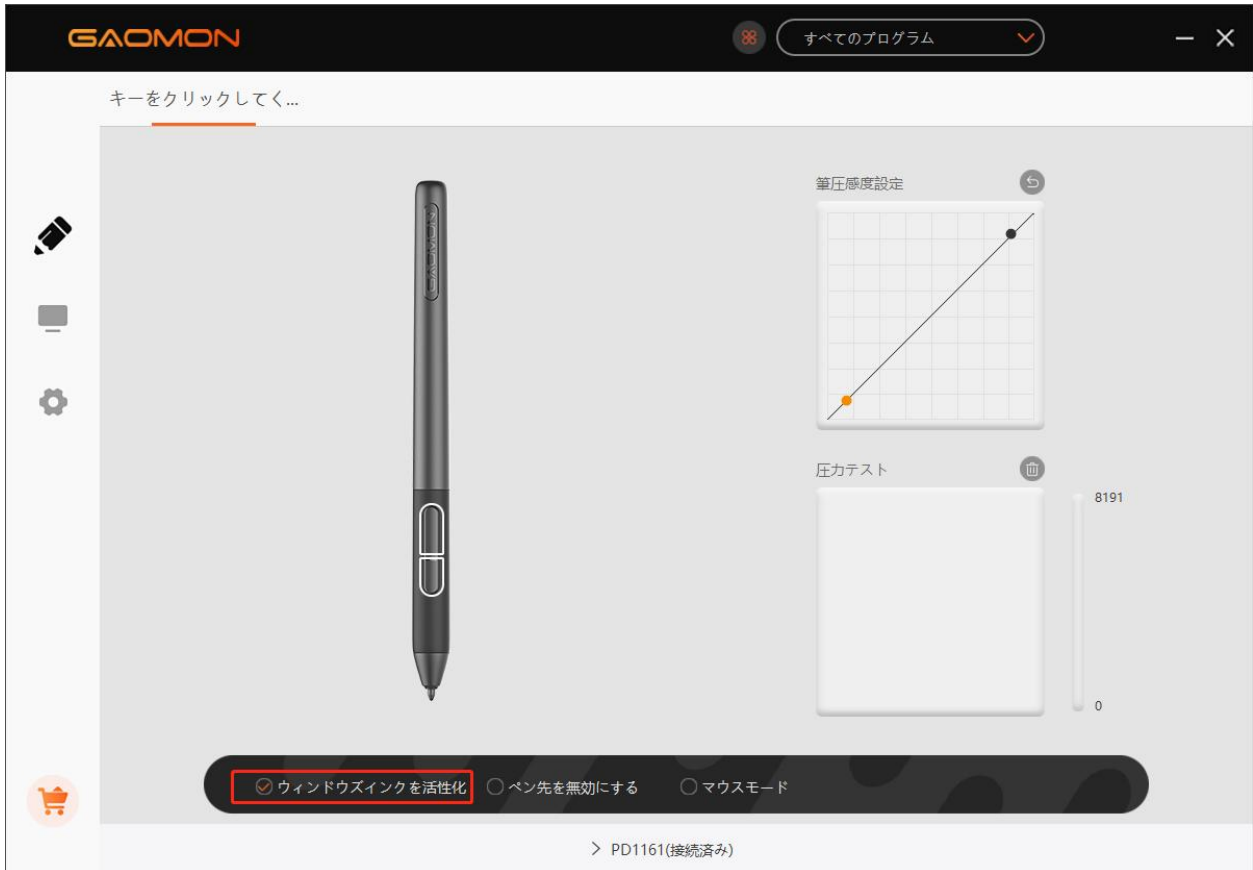 GAOMON
すべてのプログラム
キーをクリックしてく...
GAOMON
筆圧感度設定
圧力テスト
8191
0
ウィンドウズインクを活性化
ペン先を無効にする
マウスモード
> PD1161(接続済み)